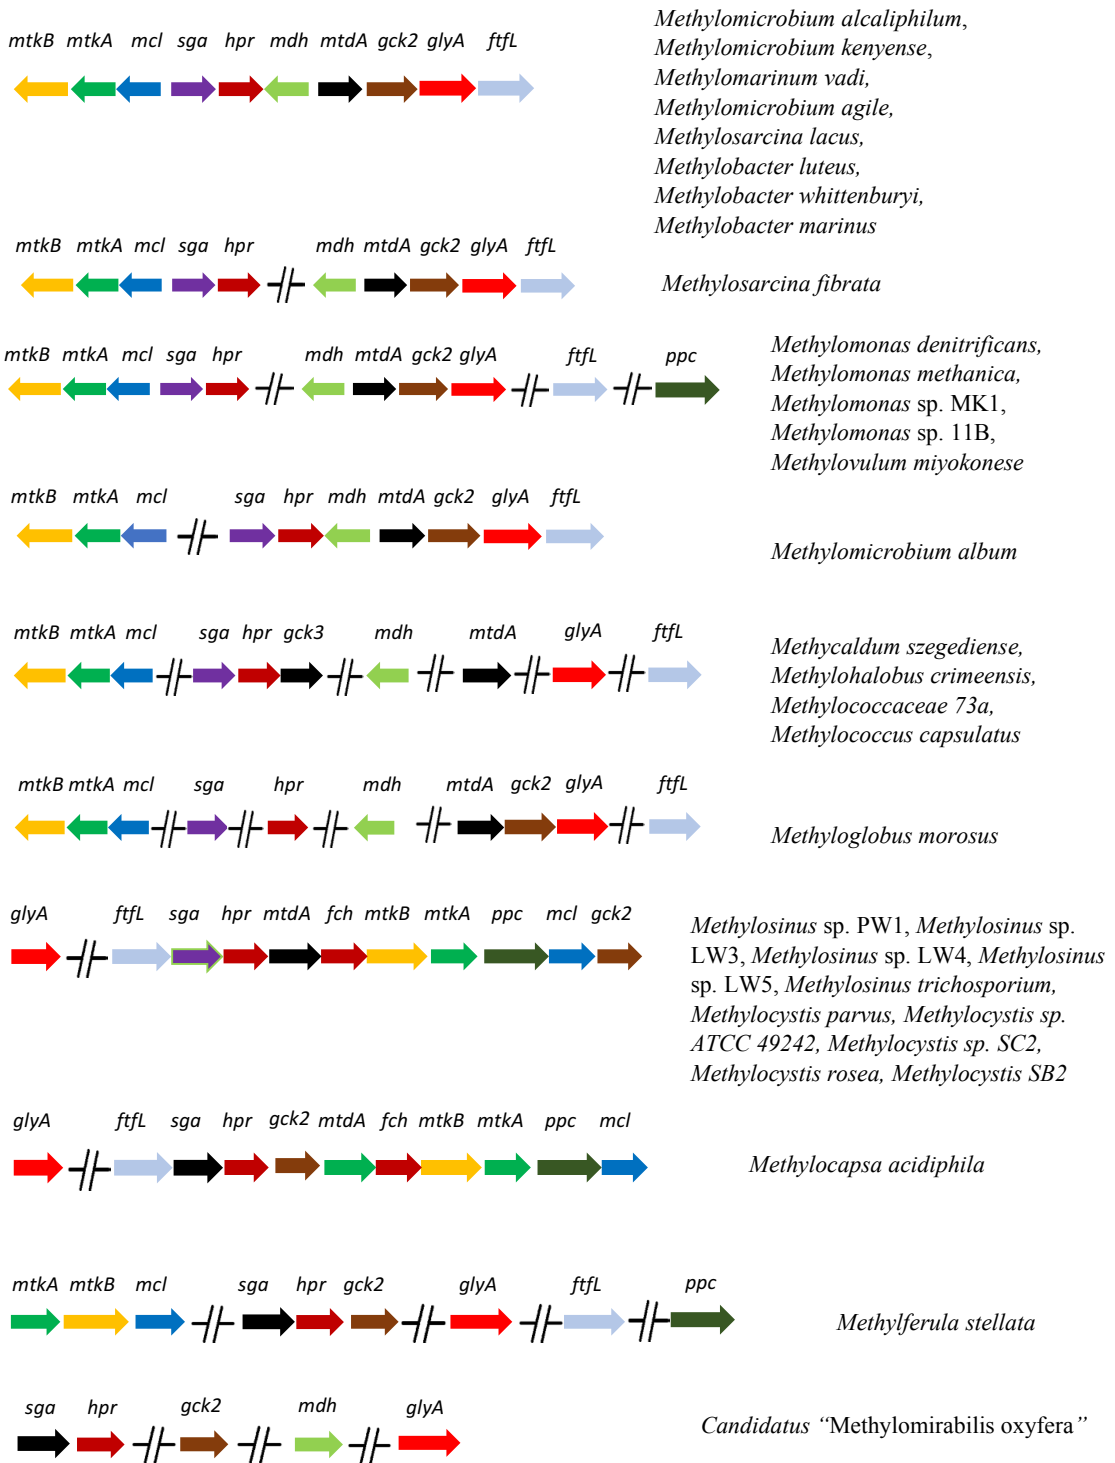 mtkB mtkA mcl sga hpr mdh mtdA gck2 glyA ftfL
Methylomicrobium alcaliphilum,
Methylomicrobium kenyense,
Methylomarinum vadi,
Methylomicrobium agile,
Methylosarcina lacus,
Methylobacter luteus,
Methylobacter whittenburyi,
Methylobacter marinus
mtkB mtkA mcl sga hpr mdh mtdA gck2 glyA ftfL
Methylosarcina fibrata
mtkB mtkA mcl sga hpr mdh mtdA gck2 glyA ftfL ppc
Methylomonas denitrificans,
Methylomonas methanica,
Methylomonas sp. MK1,
Methylomonas sp. 11B,
Methylovulum miyokonese
mtkB mtkA mcl sga hpr mdh mtdA gck2 glyA ftfL
Methylomicrobium album
mtkB mtkA mcl sga hpr gck3 mdh mtdA glyA ftfL
Methycaldum szegediense,
Methylohalobus crimeensis,
Methylococcaceae 73a,
Methylococcus capsulatus
mtkB mtkA mcl sga hpr mdh mtdA gck2 glyA ftfL
Methyloglobus morosus
glyA ftfL sga hpr mtdA fch mtkB mtkA ppc mcl gck2
Methylosinus sp. PW1, Methylosinus sp.
LW3, Methylosinus sp. LW4, Methylosinus
sp. LW5, Methylosinus trichosporium,
Methylocystis parvus, Methylocystis sp.
ATCC 49242, Methylocystis sp. SC2,
Methylocystis rosea, Methylocystis SB2
glyA ftfL sga hpr gck2 mtdA fch mtkB mtkA ppc mcl
Methylocapsa acidiphila
mtkA mtkB mcl sga hpr gck2 glyA ftfL ppc
Methylferula stellata
sga hpr gck2 mdh glyA
Candidatus “Methylomirabilis oxyfera”